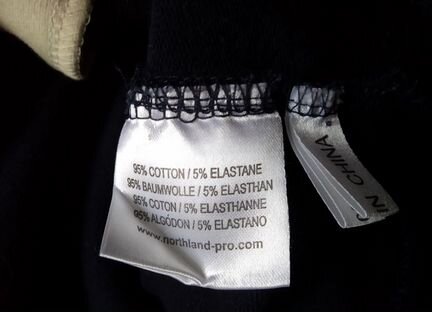 95% COTTON / 5% ELASTANE
95% BAUMWOLLE / 5% ELASTHAN
95% COTON / 5% ELASTHANNE
95% ALGÓDON / 5% ELASTANO
www.northland-pro.com
IN CHINA